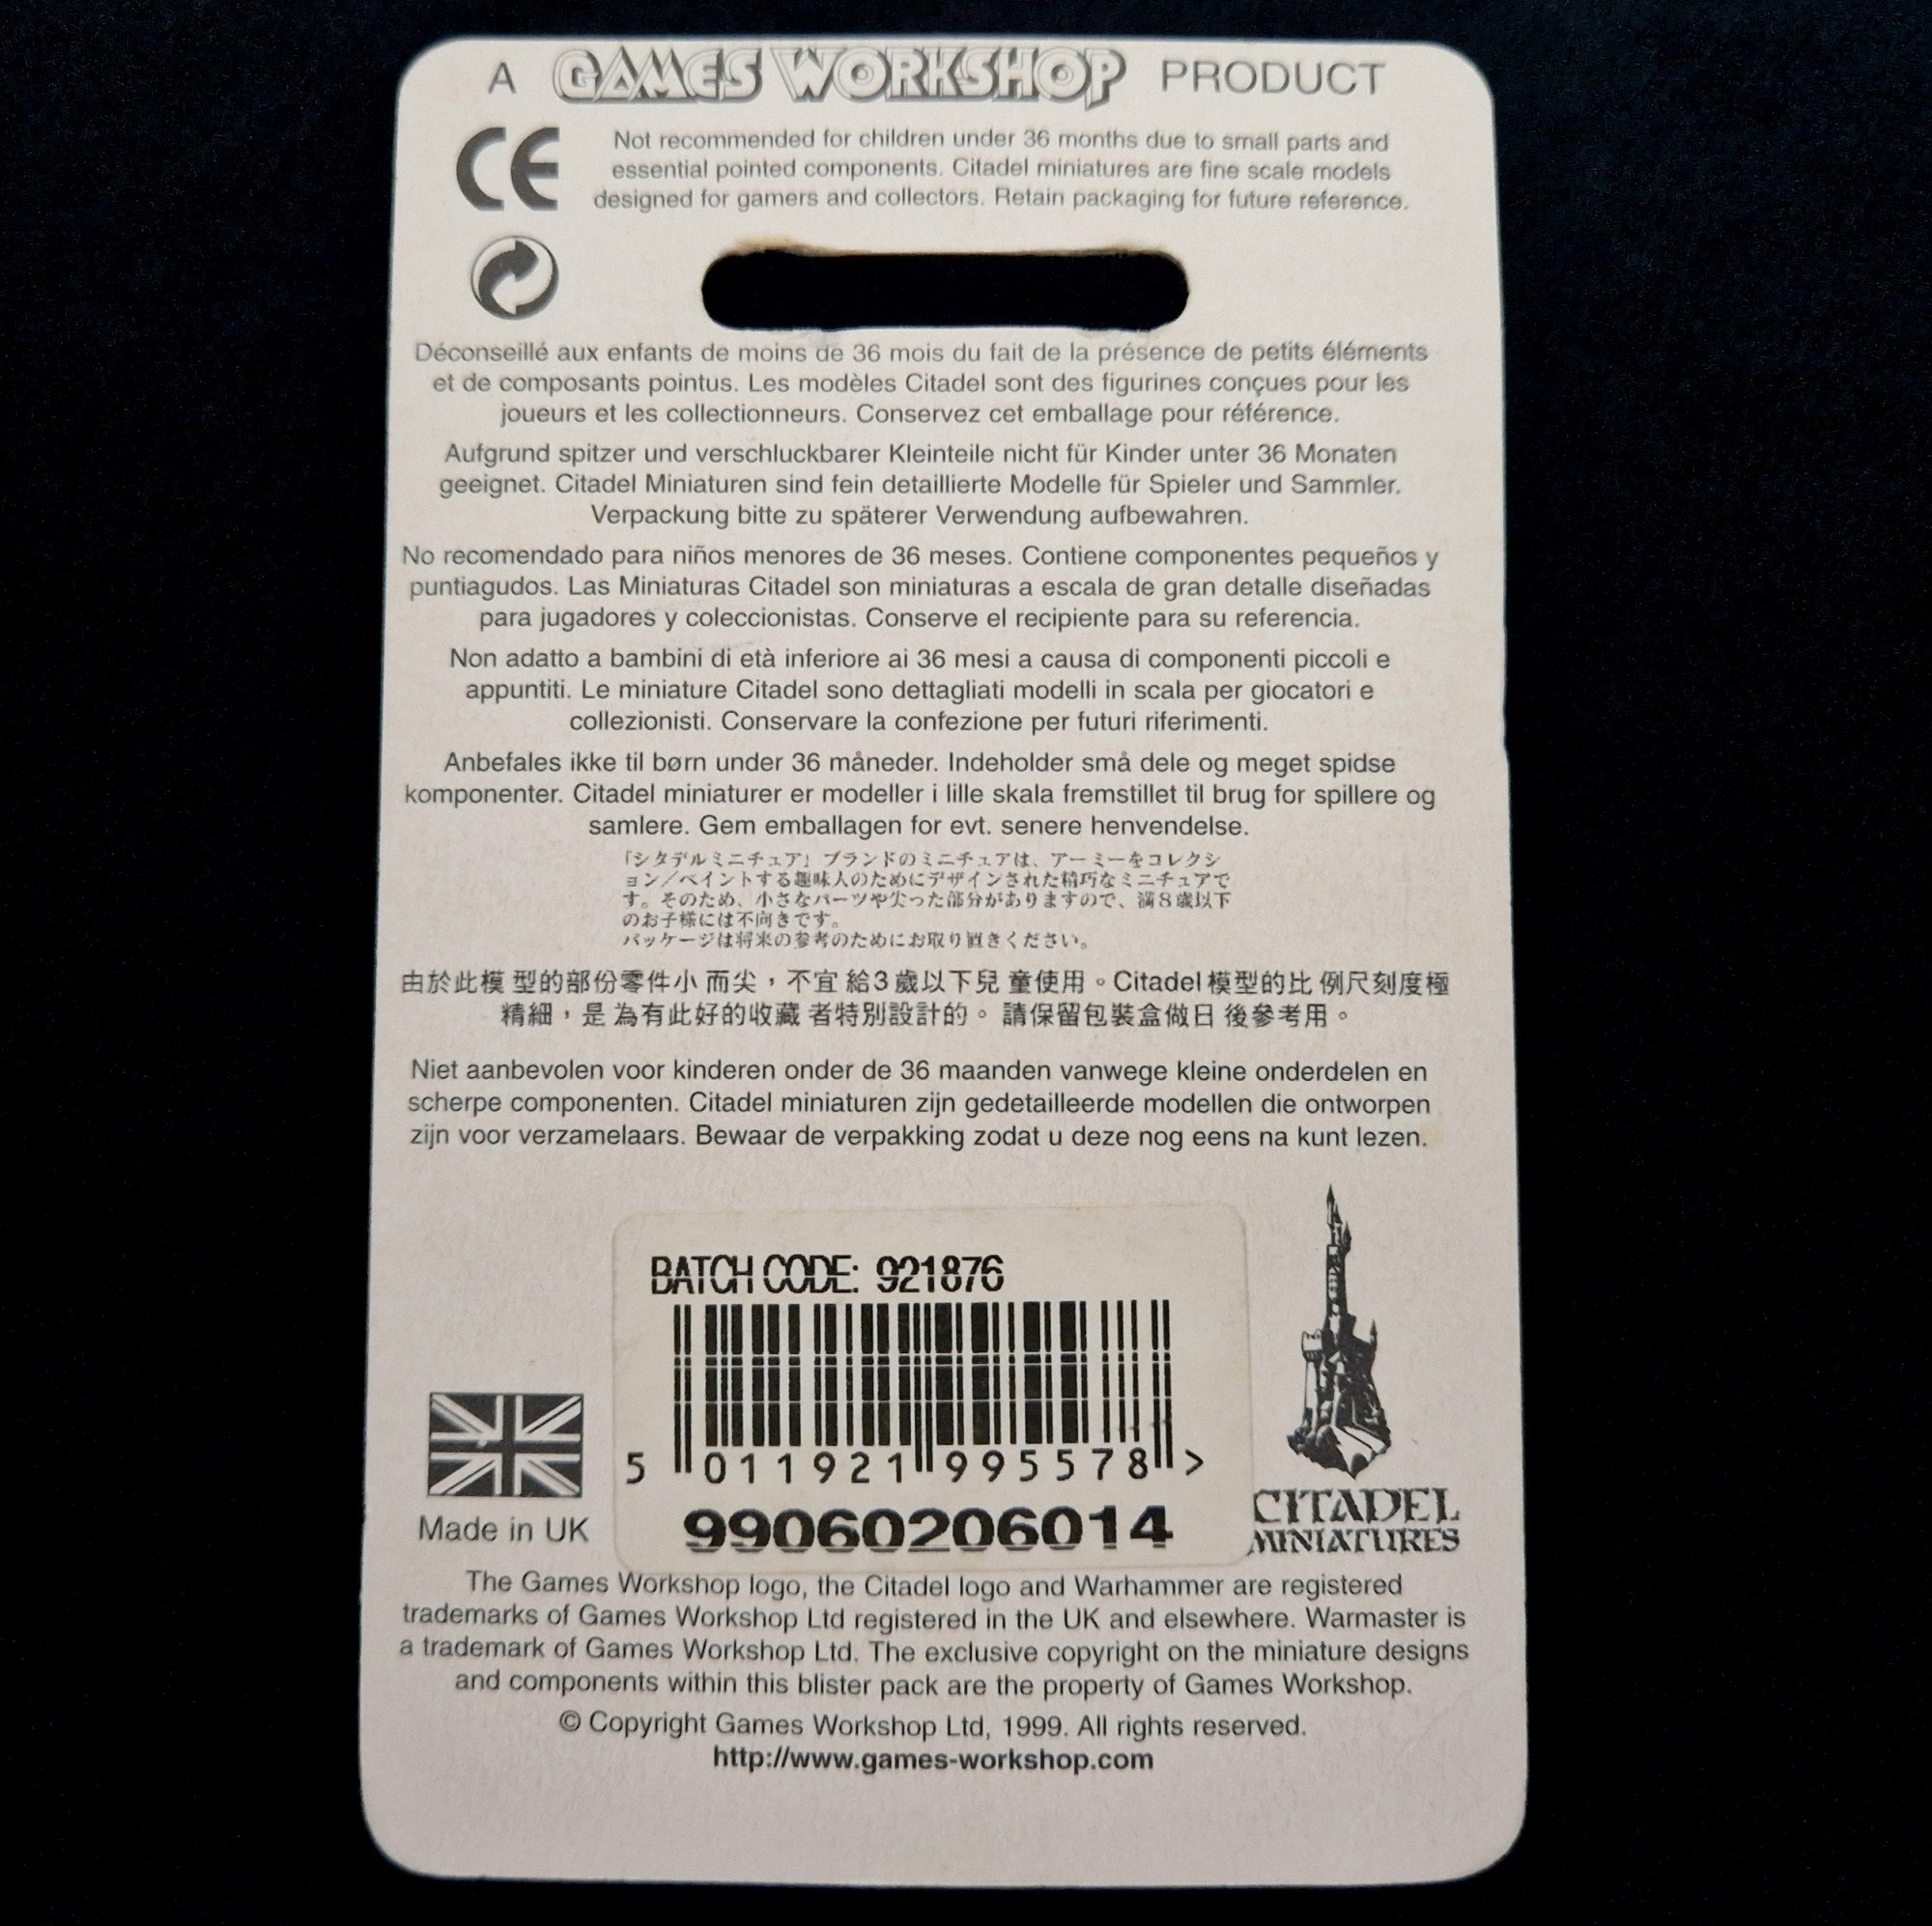 A GAMES WORKSHOP PRODUCT
CE
Not recommended for children under 36 months due to small parts and
essential pointed components. Citadel miniatures are fine scale models
designed for gamers and collectors. Retain packaging for future reference.
Déconseillé aux enfants de moins de 36 mois du fait de la présence de petits éléments
et de composants pointus. Les modèles Citadel sont des figurines conçues pour les
joueurs et les collectionneurs. Conservez cet emballage pour référence.
Aufgrund spitzer und verschluckbarer Kleinteile nicht für Kinder unter 36 Monaten
geeignet. Citadel Miniaturen sind fein detaillierte Modelle für Spieler und Sammler.
Verpackung bitte zu späterer Verwendung aufbewahren.
No recomendado para niños menores de 36 meses. Contiene componentes pequeños y
puntiagudos. Las Miniaturas Citadel son miniaturas a escala de gran detalle diseñadas
para jugadores y coleccionistas. Conserve el recipiente para su referencia.
Non adatto a bambini di età inferiore ai 36 mesi a causa di componenti piccoli e
appuntiti. Le miniature Citadel sono dettagliati modelli in scala per giocatori e
collezionisti. Conservare la confezione per futuri riferimenti.
Anbefales ikke til børn under 36 måneder. Indeholder små dele og meget spidse
komponenter. Citadel miniaturer er modeller i lille skala fremstillet til brug for spillere og
samlere. Gem emballagen for evt. senere henvendelse.
「シタデルミニチュア」ブランドのミニチュアは、アーミーをコレクシ
ョン／ペイントする趣味人のためにデザインされた精巧なミニチュアで
す。そのため、小さなパーツや尖った部分がありますので、満８歳以下
のお子様には不向きです。
パッケージは将来の参考のためにお取り置きください。
由於此模型的部份零件小而尖，不宜給3歲以下兒童使用。Citadel模型的比例尺刻度極
精細，是為有此好的收藏者特別設計的。請保留包裝盒做日後參考用。
Niet aanbevolen voor kinderen onder de 36 maanden vanwege kleine onderdelen en
scherpe componenten. Citadel miniaturen zijn gedetailleerde modellen die ontworpen
zijn voor verzamelaars. Bewaar de verpakking zodat u deze nog eens na kunt lezen.
BATCH CODE: 921876
5 011921 995578 >
99060206014
Made in UK
CITADEL
MINIATURES
The Games Workshop logo, the Citadel logo and Warhammer are registered
trademarks of Games Workshop Ltd registered in the UK and elsewhere. Warmaster is
a trademark of Games Workshop Ltd. The exclusive copyright on the miniature designs
and components within this blister pack are the property of Games Workshop.
© Copyright Games Workshop Ltd, 1999. All rights reserved.
http://www.games-workshop.com